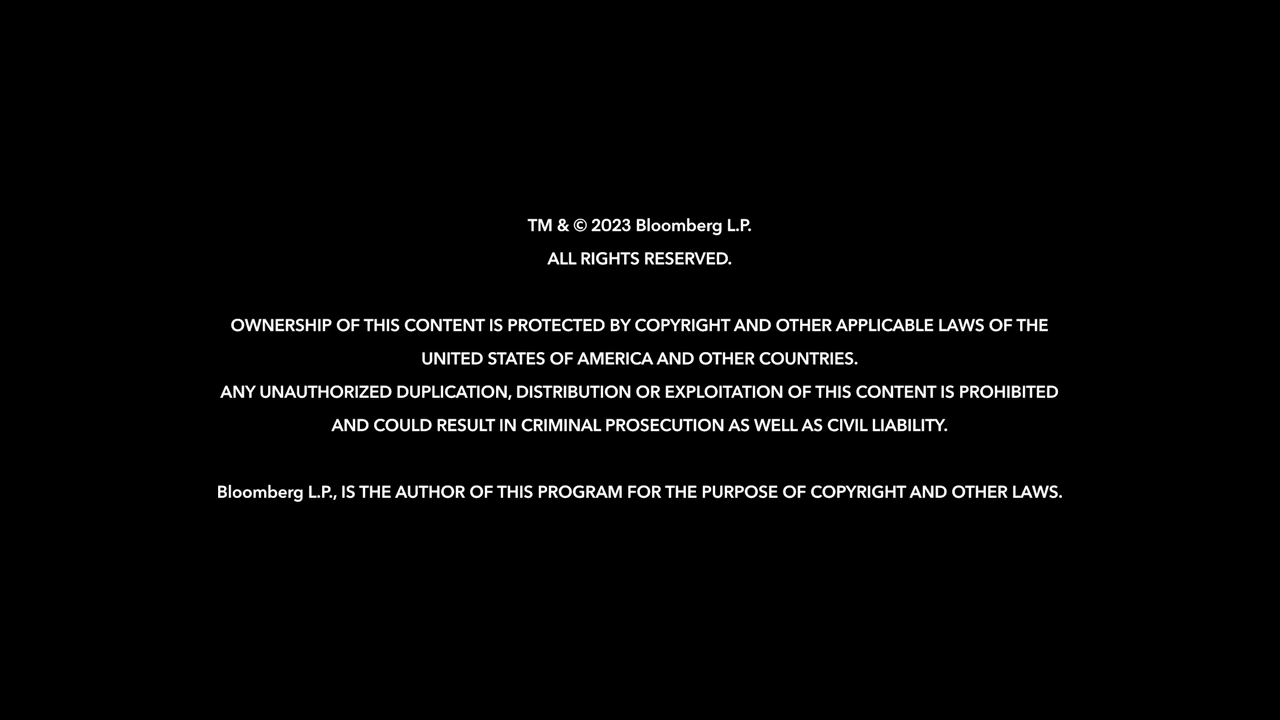 TM & © 2023 Bloomberg L.P.
ALL RIGHTS RESERVED.
OWNERSHIP OF THIS CONTENT IS PROTECTED BY COPYRIGHT AND OTHER APPLICABLE LAWS OF THE
UNITED STATES OF AMERICA AND OTHER COUNTRIES.
ANY UNAUTHORIZED DUPLICATION, DISTRIBUTION OR EXPLOITATION OF THIS CONTENT IS PROHIBITED
AND COULD RESULT IN CRIMINAL PROSECUTION AS WELL AS CIVIL LIABILITY.
Bloomberg L.P., IS THE AUTHOR OF THIS PROGRAM FOR THE PURPOSE OF COPYRIGHT AND OTHER LAWS.